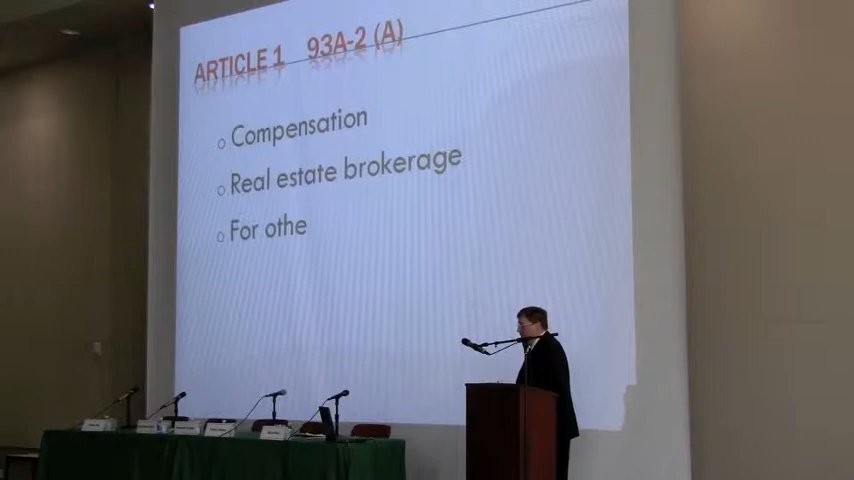 ARTICLE 1 93A-2 (A)
Compensation
Real estate brokerage
For othe